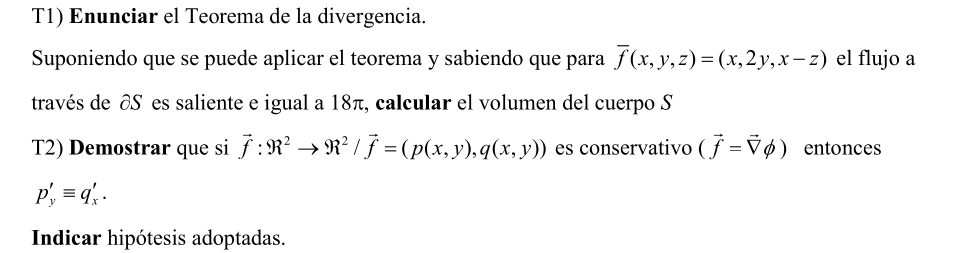 T1) Enunciar el Teorema de la divergencia.
Suponiendo que se puede aplicar el teorema y sabiendo que para f̅(x, y, z) = (x, 2y, x − z) el flujo a
través de ∂S es saliente e igual a 18π, calcular el volumen del cuerpo S
T2) Demostrar que si f⃗ : ℜ² → ℜ² / f⃗ = (p(x, y), q(x, y)) es conservativo ( f⃗ = ∇⃗ϕ ) entonces
p′y ≡ q′x .
Indicar hipótesis adoptadas.